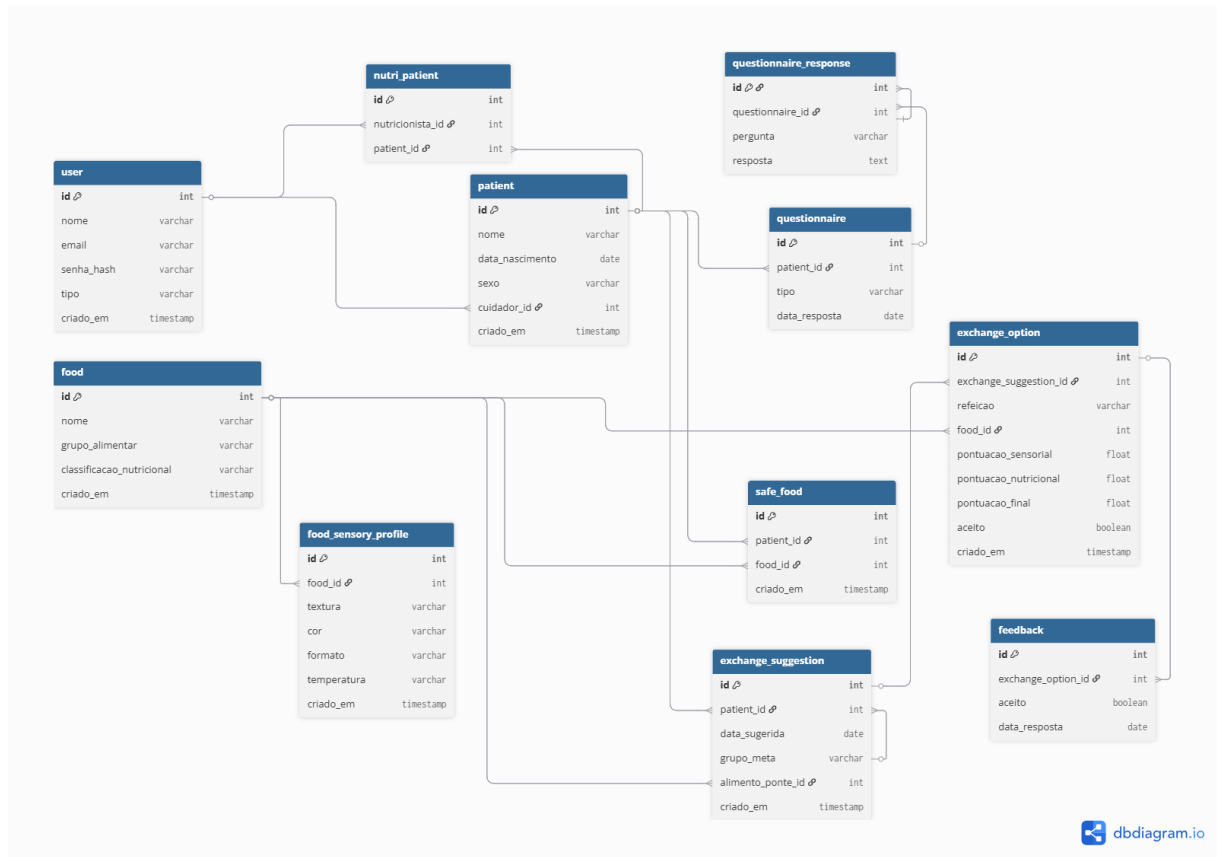 nutri_patient
id int
nutricionista_id int
patient_id int
questionnaire_response
id int
questionnaire_id int
pergunta varchar
resposta text
user
id int
nome varchar
email varchar
senha_hash varchar
tipo varchar
criado_em timestamp
patient
id int
nome varchar
data_nascimento date
sexo varchar
cuidador_id int
criado_em timestamp
questionnaire
id int
patient_id int
tipo varchar
data_resposta date
exchange_option
id int
exchange_suggestion_id int
refeicao varchar
food_id int
pontuacao_sensorial float
pontuacao_nutricional float
pontuacao_final float
aceito boolean
criado_em timestamp
food
id int
nome varchar
grupo_alimentar varchar
classificacao_nutricional varchar
criado_em timestamp
safe_food
id int
patient_id int
food_id int
criado_em timestamp
food_sensory_profile
id int
food_id int
textura varchar
cor varchar
formato varchar
temperatura varchar
criado_em timestamp
feedback
id int
exchange_option_id int
aceito boolean
data_resposta date
exchange_suggestion
id int
patient_id int
data_sugerida date
grupo_meta varchar
alimento_ponte_id int
criado_em timestamp
dbdiagram.io